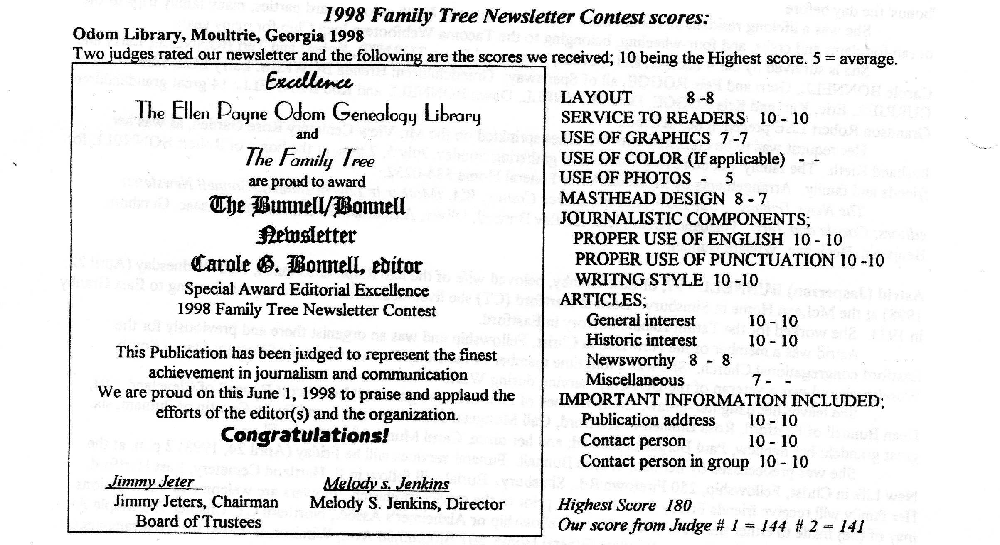 1998 Family Tree Newsletter Contest scores:
Odom Library, Moultrie, Georgia 1998
Two judges rated our newsletter and the following are the scores we received; 10 being the Highest score. 5 = average.
Excellence
The Ellen Payne Odom Genealogy Library
and
The Family Tree
are proud to award
The Bunnell/Bonnell
Newsletter
Carole G. Bonnell, editor
Special Award Editorial Excellence
1998 Family Tree Newsletter Contest
This Publication has been judged to represent the finest
achievement in journalism and communication
We are proud on this June 1, 1998 to praise and applaud the
efforts of the editor(s) and the organization.
Congratulations!
Jimmy Jeter Melody s. Jenkins
Jimmy Jeters, Chairman Melody S. Jenkins, Director
Board of Trustees
LAYOUT 8 -8
SERVICE TO READERS 10 - 10
USE OF GRAPHICS 7 -7
USE OF COLOR (If applicable) - -
USE OF PHOTOS - 5
MASTHEAD DESIGN 8 - 7
JOURNALISTIC COMPONENTS;
PROPER USE OF ENGLISH 10 - 10
PROPER USE OF PUNCTUATION 10 -10
WRITNG STYLE 10 -10
ARTICLES;
General interest 10 - 10
Historic interest 10 - 10
Newsworthy 8 - 8
Miscellaneous 7 - -
IMPORTANT INFORMATION INCLUDED;
Publication address 10 - 10
Contact person 10 - 10
Contact person in group 10 - 10
Highest Score 180
Our score from Judge # 1 = 144 # 2 = 141